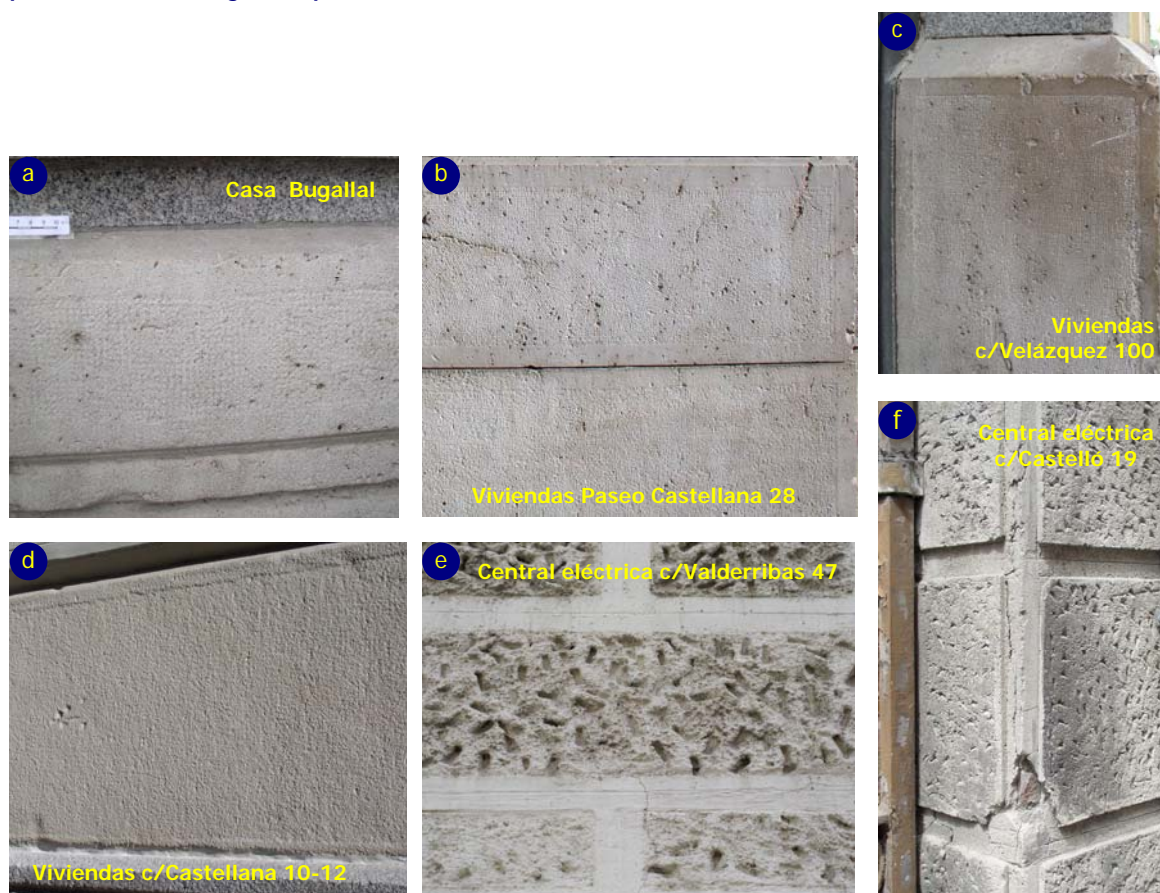 a
Casa Bugallal
b
Viviendas Paseo Castellana 28
c
Viviendas
c/Velázquez 100
d
Viviendas c/Castellana 10-12
e
Central eléctrica c/Valderribas 47
f
Central eléctrica
c/Castelló 19